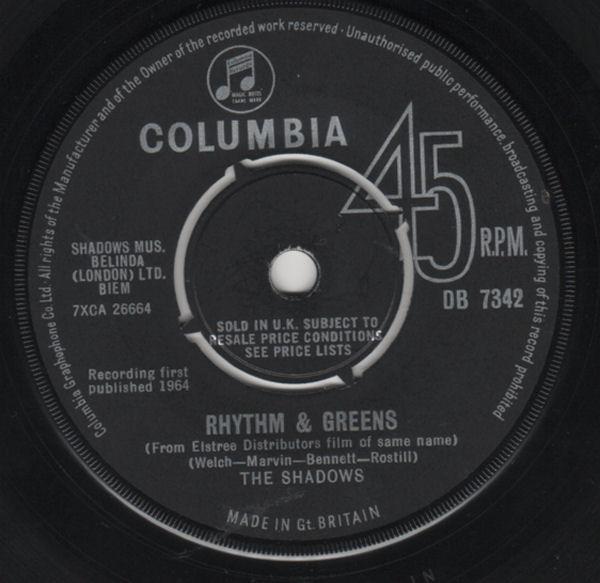 Columbia Graphophone Co. Ltd · All rights of the Manufacturer and of the Owner of the recorded work reserved · Unauthorised public performance, broadcasting and copying of this record prohibited
MAGIC NOTES
TRADE MARK
COLUMBIA
45
R.P.M.
DB 7342
SHADOWS MUS.
BELINDA
(LONDON) LTD.
BIEM
7XCA 26664
SOLD IN U.K. SUBJECT TO
RESALE PRICE CONDITIONS
SEE PRICE LISTS
Recording first
published 1964
RHYTHM & GREENS
(From Elstree Distributors film of same name)
(Welch—Marvin—Bennett—Rostill)
THE SHADOWS
MADE IN Gt. BRITAIN